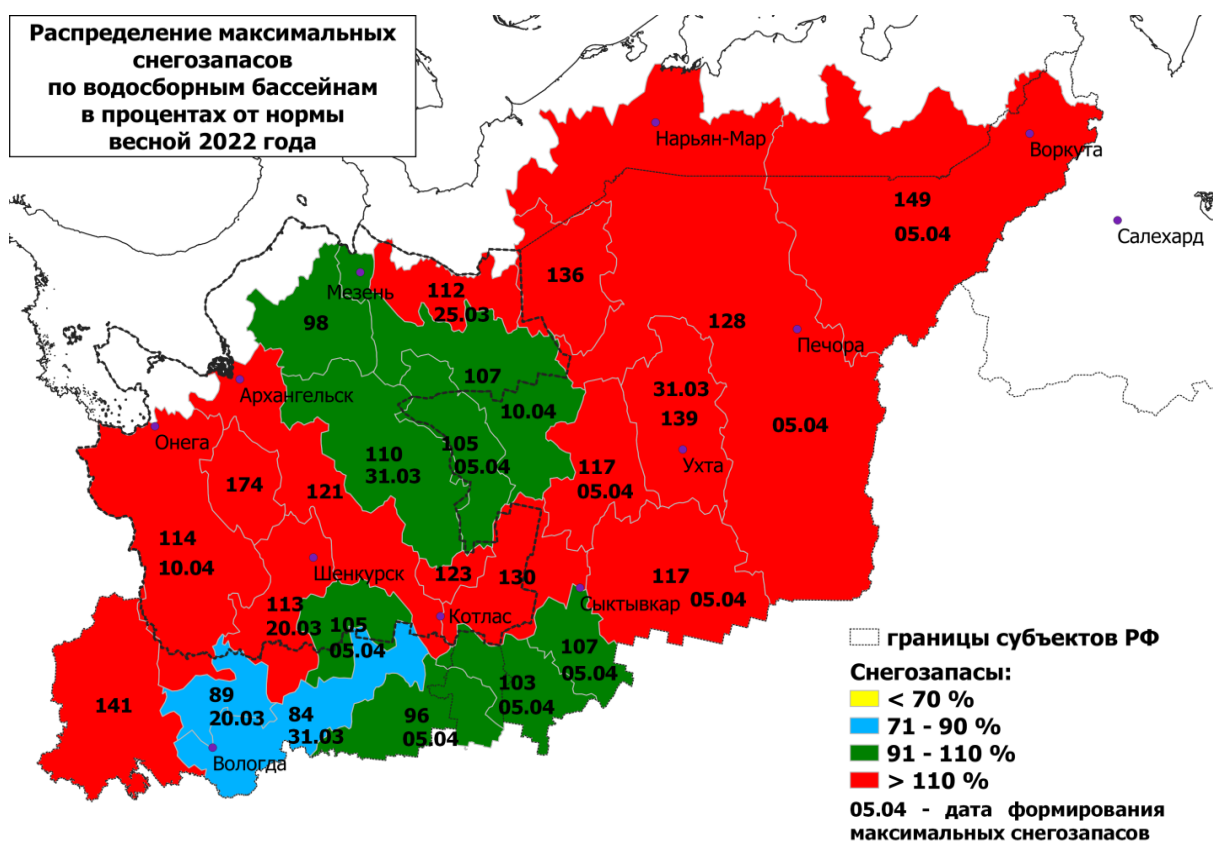 Распределение максимальных
снегозапасов
по водосборным бассейнам
в процентах от нормы
весной 2022 года
Нарьян-Мар
Воркута
149
05.04
Салехард
136
Мезень
112
25.03
98
128
Печора
107
10.04
Архангельск
31.03
139
Ухта
05.04
Онега
110
31.03
105
05.04
117
05.04
174
121
114
10.04
Шенкурск
123
130
117
05.04
Сыктывкар
113
20.03
105
05.04
Котлас
107
05.04
103
05.04
141
89
20.03
84
31.03
96
05.04
Вологда
границы субъектов РФ
Снегозапасы:
< 70 %
71 - 90 %
91 - 110 %
> 110 %
05.04 - дата формирования
максимальных снегозапасов